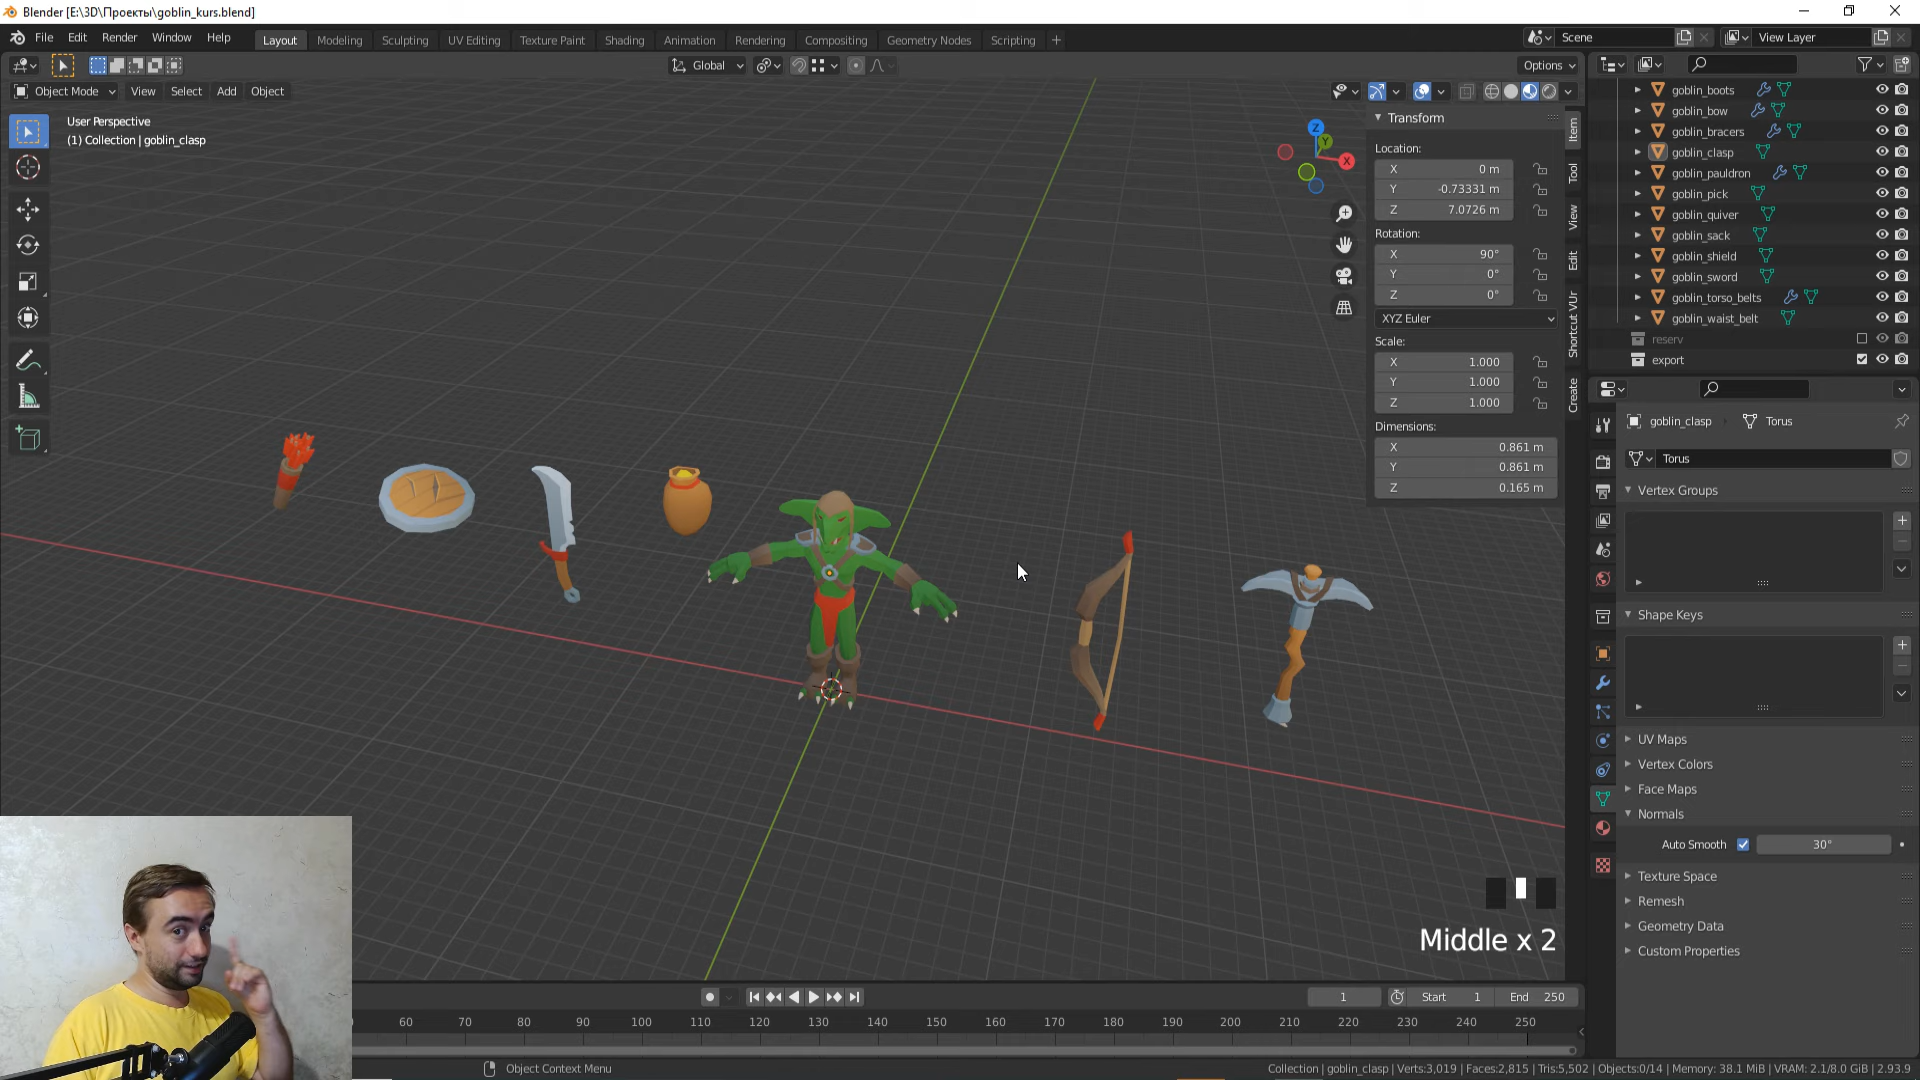 Blender [E:\3D\Проекты\goblin_kurs.blend]
File Edit Render Window Help
Layout Modeling Sculpting UV Editing Texture Paint Shading Animation Rendering Compositing Geometry Nodes Scripting +
Scene
View Layer
Global
Options
Object Mode View Select Add Object
User Perspective
(1) Collection | goblin_clasp
Z
Y
X
Transform
Location:
X 0 m
Y -0.73331 m
Z 7.0726 m
Rotation:
X 90°
Y 0°
Z 0°
XYZ Euler
Scale:
X 1.000
Y 1.000
Z 1.000
Dimensions:
X 0.861 m
Y 0.861 m
Z 0.165 m
Item
Tool
View
Edit
Shortcut VUr
Create
goblin_boots
goblin_bow
goblin_bracers
goblin_clasp
goblin_pauldron
goblin_pick
goblin_quiver
goblin_sack
goblin_shield
goblin_sword
goblin_torso_belts
goblin_waist_belt
reserv
export
goblin_clasp Torus
Torus
Vertex Groups
Shape Keys
UV Maps
Vertex Colors
Face Maps
Normals
Auto Smooth 30°
Texture Space
Remesh
Geometry Data
Custom Properties
Middle x 2
1 Start 1 End 250
60 70 80 90 100 110 120 130 140 150 160 170 180 190 200 210 220 230 240 250
Object Context Menu
Collection | goblin_clasp | Verts:3,019 | Faces:2,815 | Tris:5,502 | Objects:0/14 | Memory: 38.1 MiB | VRAM: 2.1/8.0 GiB | 2.93.9